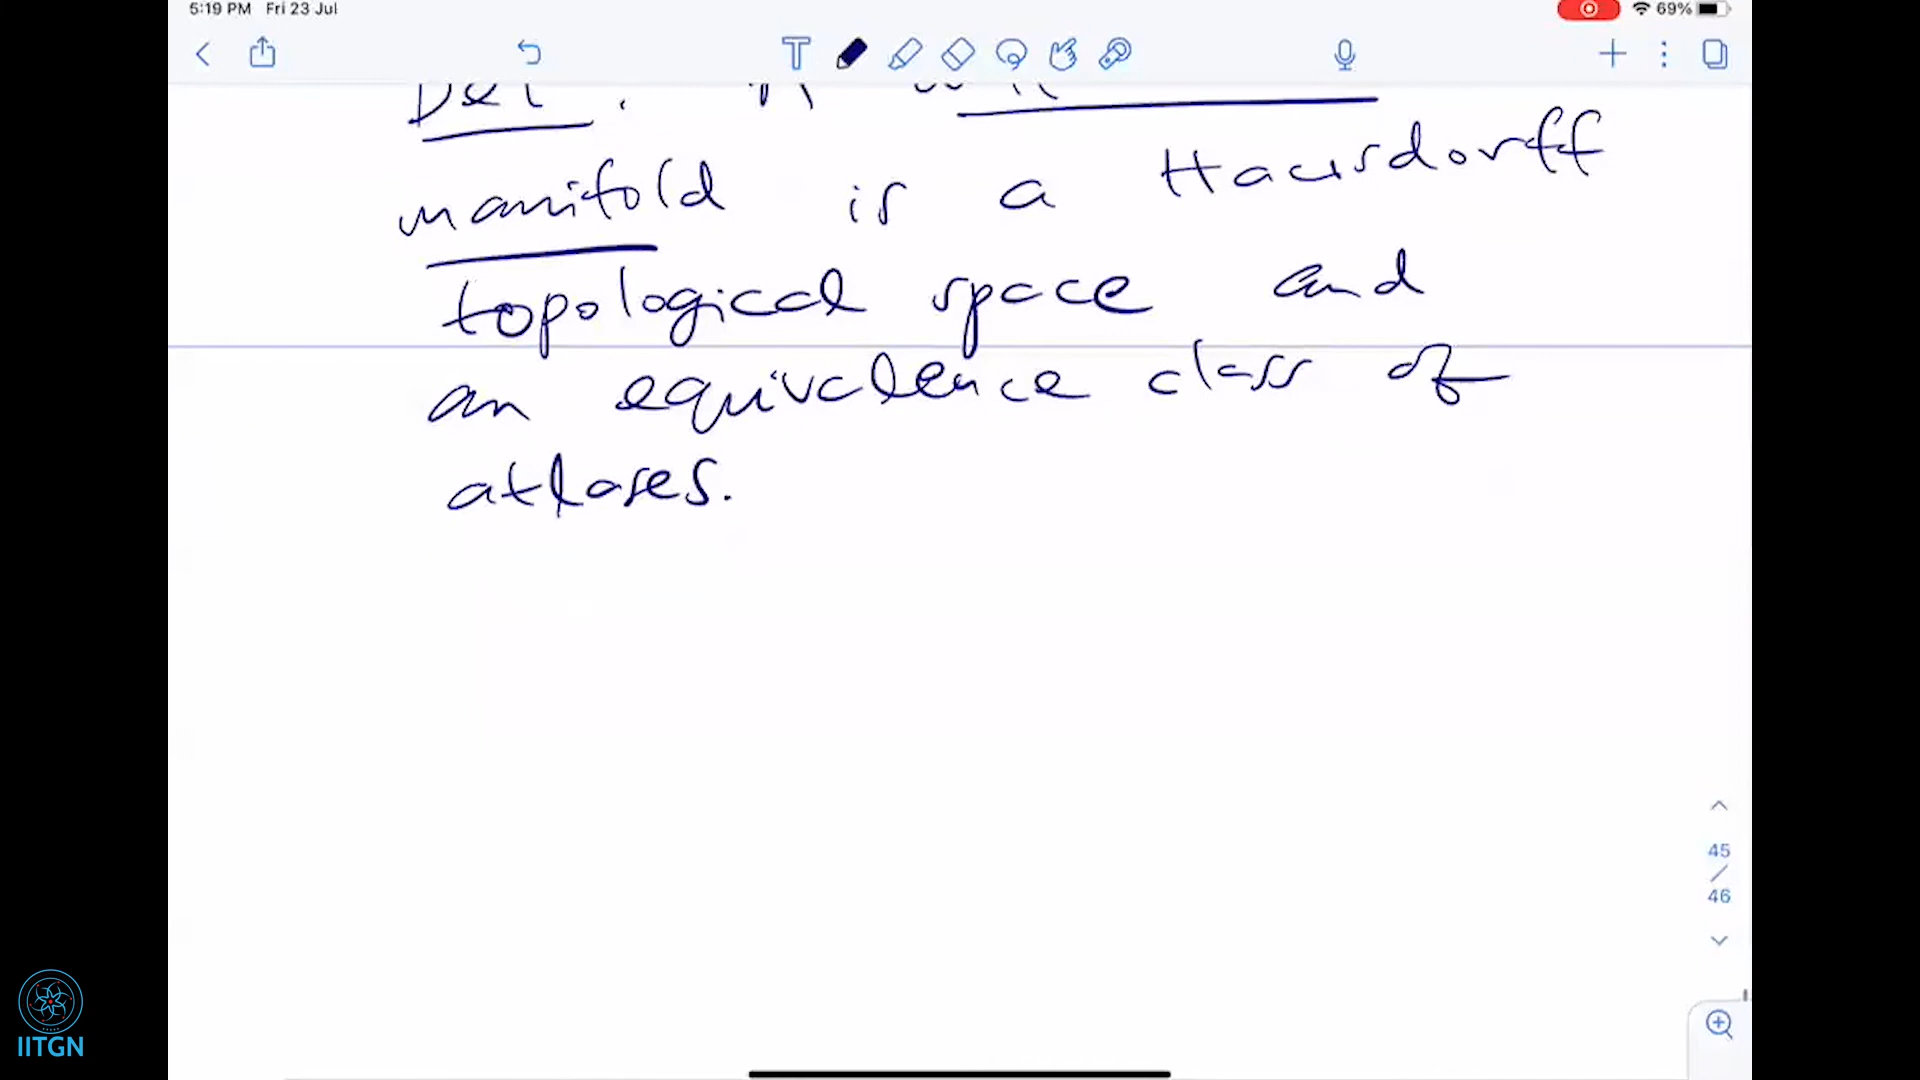 5:19 PM Fri 23 Jul
69%
Def. A
manifold is a Hausdorff
topological space and
an equivalence class of
atlases.
45
/
46
IITGN